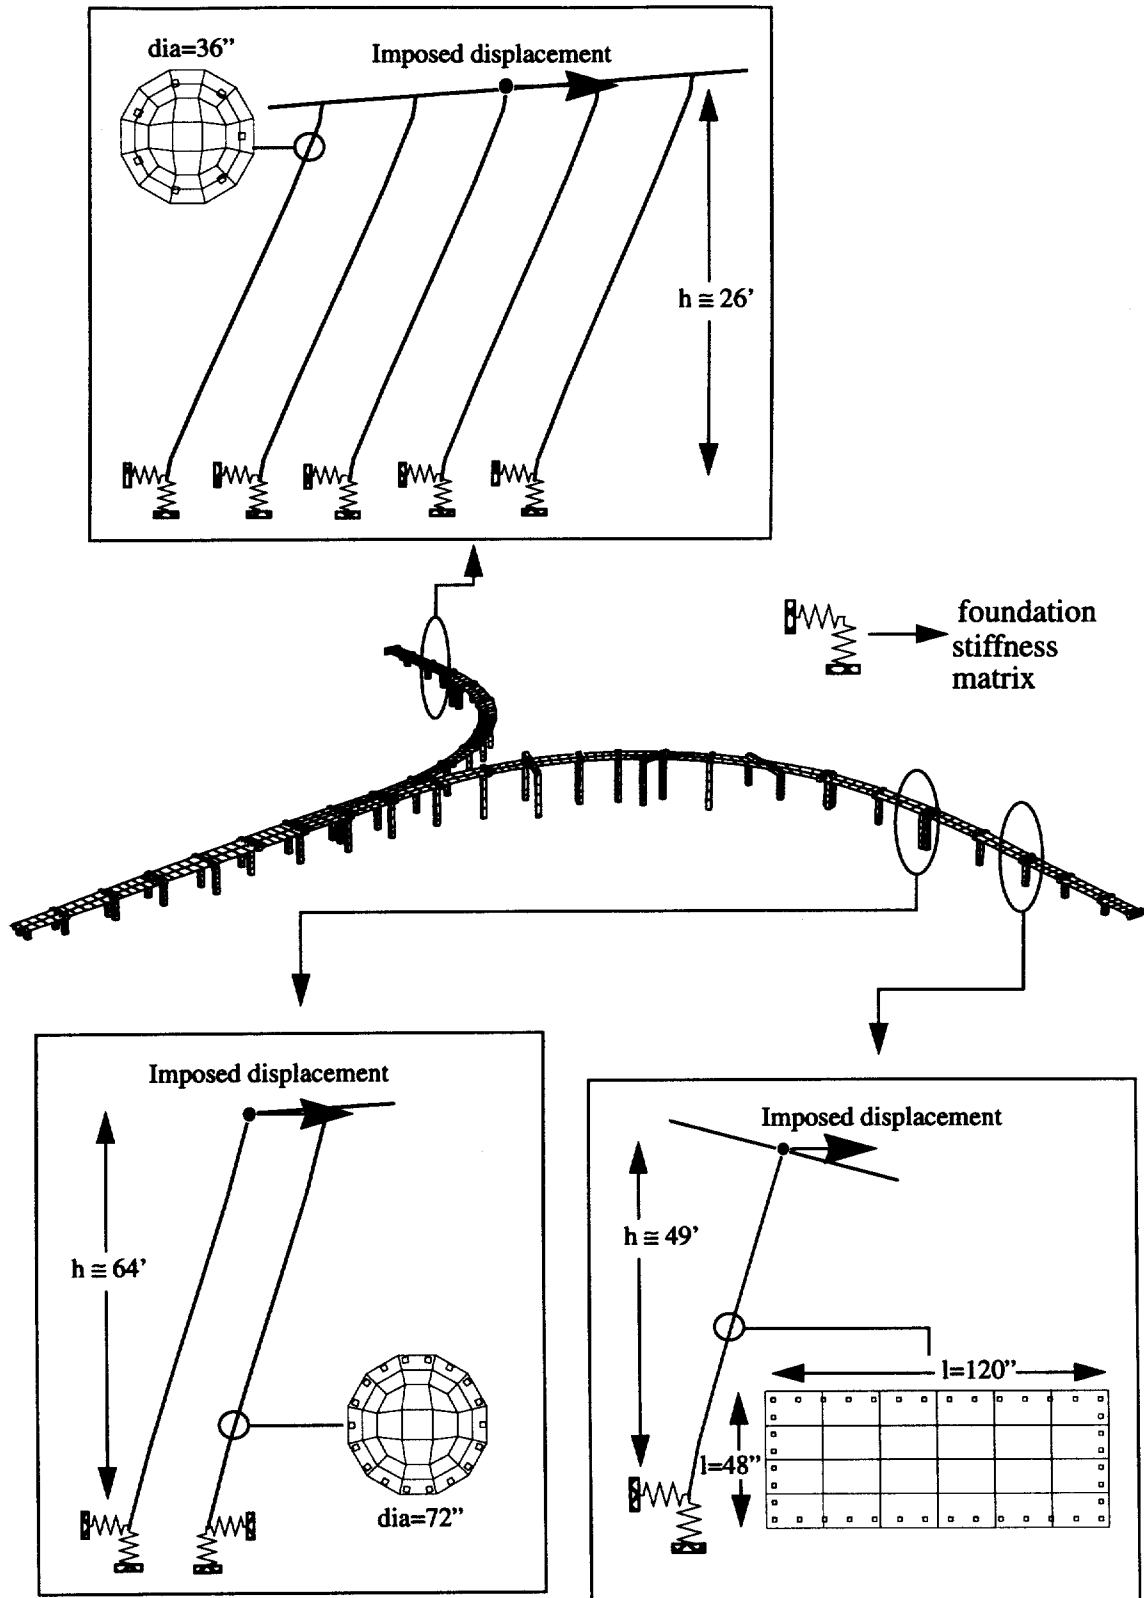 dia=36”
Imposed displacement
h ≅ 26’
foundation
stiffness
matrix
Imposed displacement
h ≅ 64’
dia=72”
Imposed displacement
h ≅ 49’
l=120”
l=48”